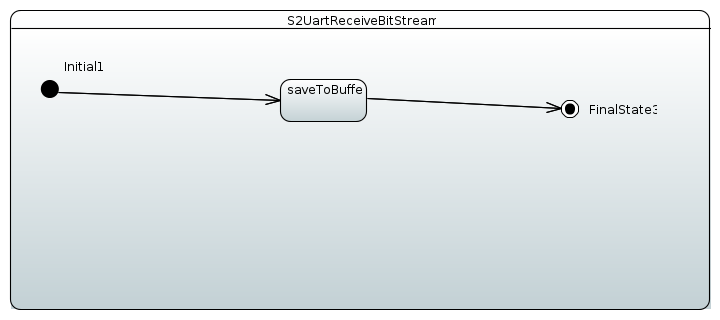 S2UartReceiveBitStream
Initial1
saveToBuffe
FinalState3